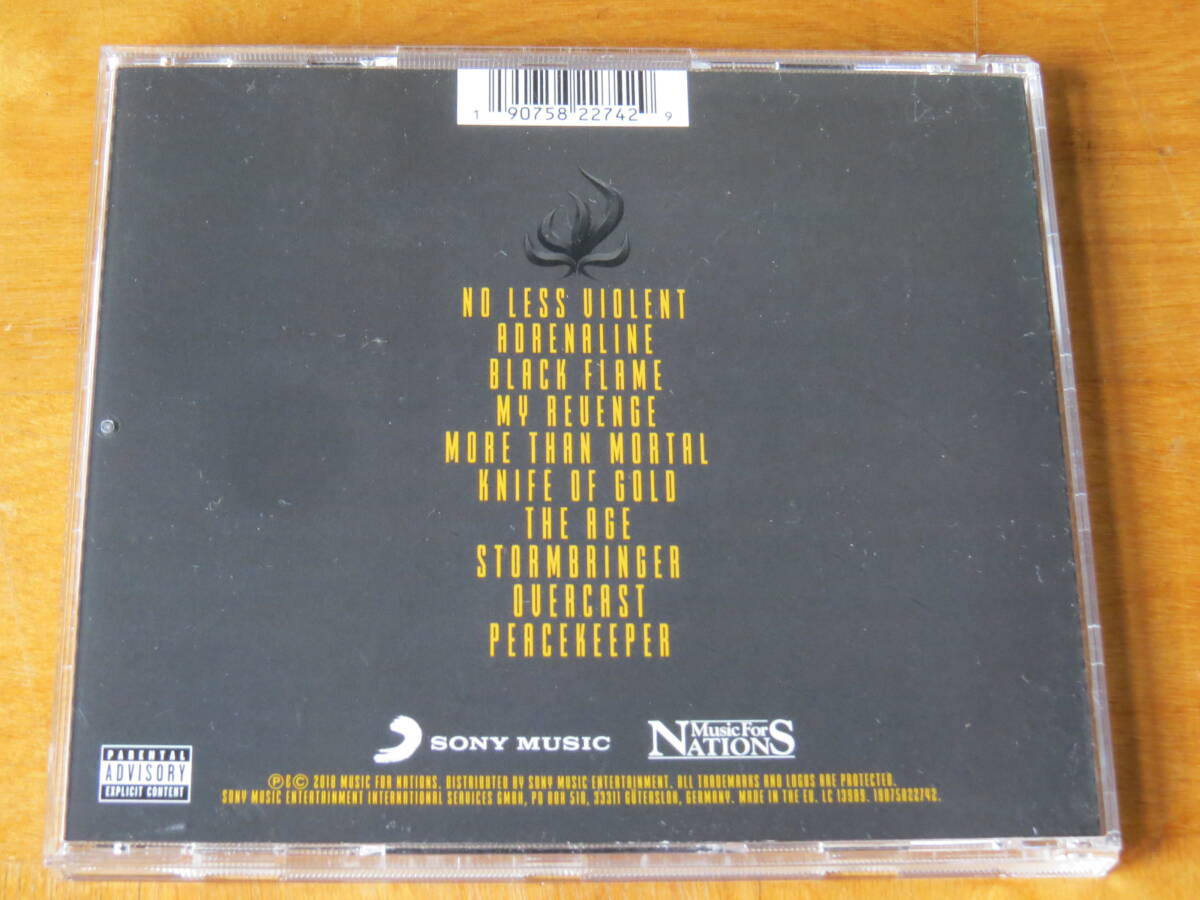 1 90758 22742 9
NO LESS VIOLENT
ADRENALINE
BLACK FLAME
MY REVENGE
MORE THAN MORTAL
KNIFE OF GOLD
THE AGE
STORMBRINGER
OVERCAST
PEACEKEEPER
SONY MUSIC
Music For
NATIONS
PARENTAL
ADVISORY
EXPLICIT CONTENT
℗&© 2018 MUSIC FOR NATIONS. DISTRIBUTED BY SONY MUSIC ENTERTAINMENT. ALL TRADEMARKS AND LOGOS ARE PROTECTED.
SONY MUSIC ENTERTAINMENT INTERNATIONAL SERVICES GMBH, PO BOX 510, 33311 GÜTERSLOH, GERMANY. MADE IN THE EU. LC 13989. 19075822742.